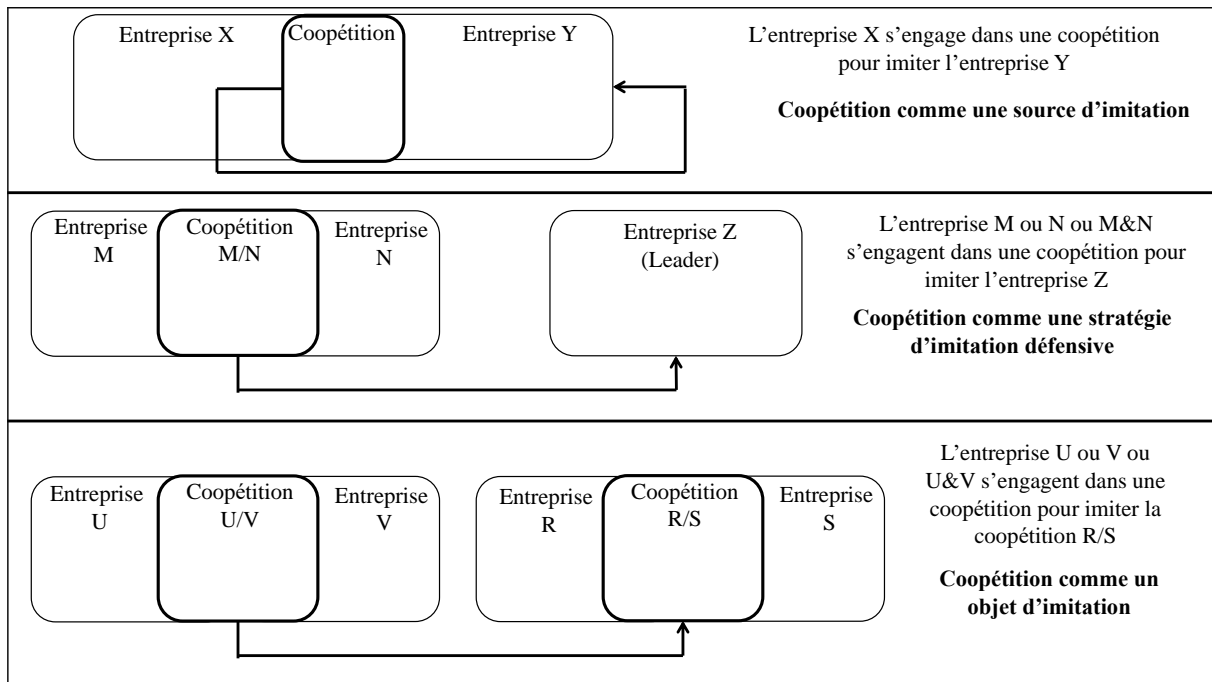 Entreprise X
Coopétition
Entreprise Y
L’entreprise X s’engage dans une coopétition
pour imiter l’entreprise Y
Coopétition comme une source d’imitation
Entreprise
M
Coopétition
M/N
Entreprise
N
Entreprise Z
(Leader)
L’entreprise M ou N ou M&N
s’engagent dans une coopétition pour
imiter l’entreprise Z
Coopétition comme une stratégie
d’imitation défensive
Entreprise
U
Coopétition
U/V
Entreprise
V
Entreprise
R
Coopétition
R/S
Entreprise
S
L’entreprise U ou V ou
U&V s’engagent dans une
coopétition pour imiter la
coopétition R/S
Coopétition comme un
objet d’imitation